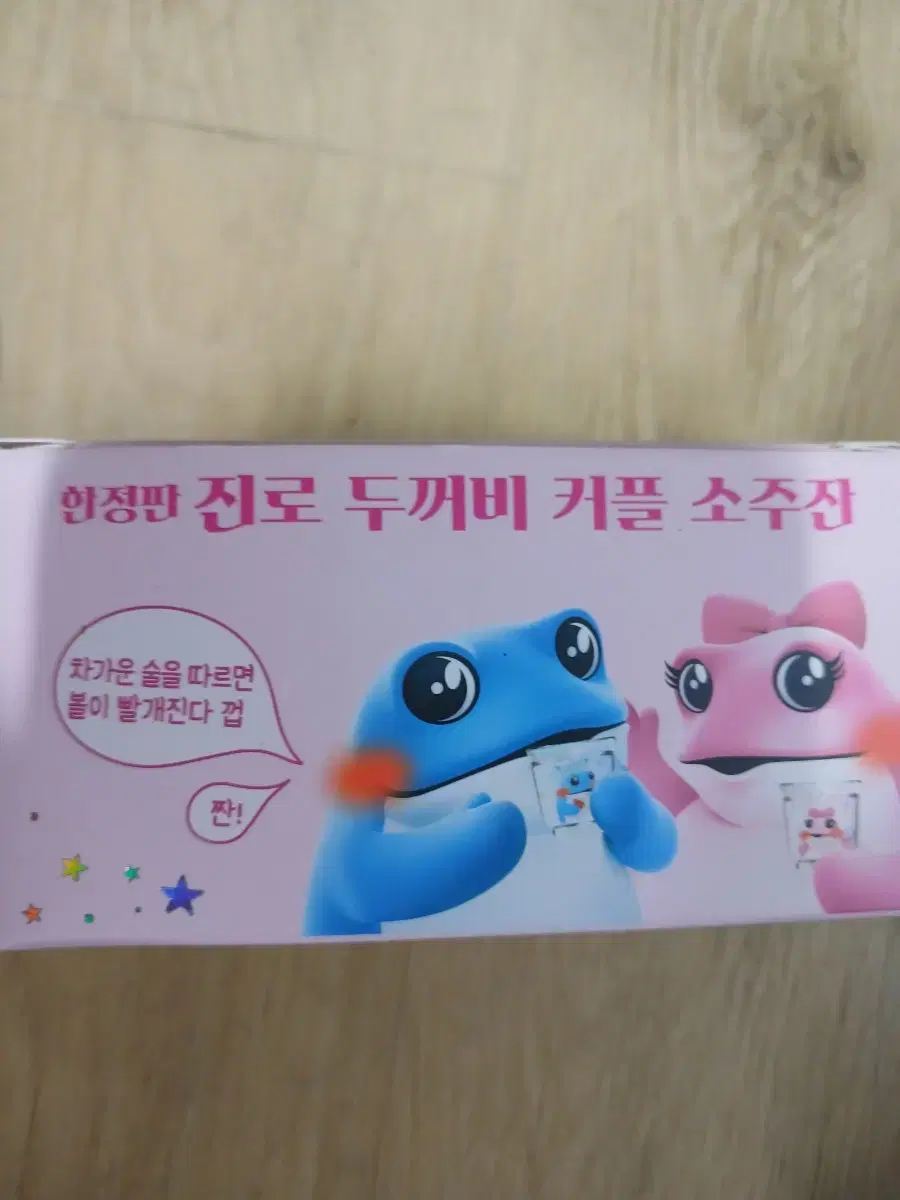 한정판 진로 두꺼비 커플 소주잔
차가운 술을 따르면
볼이 빨개진다 껍
짠!